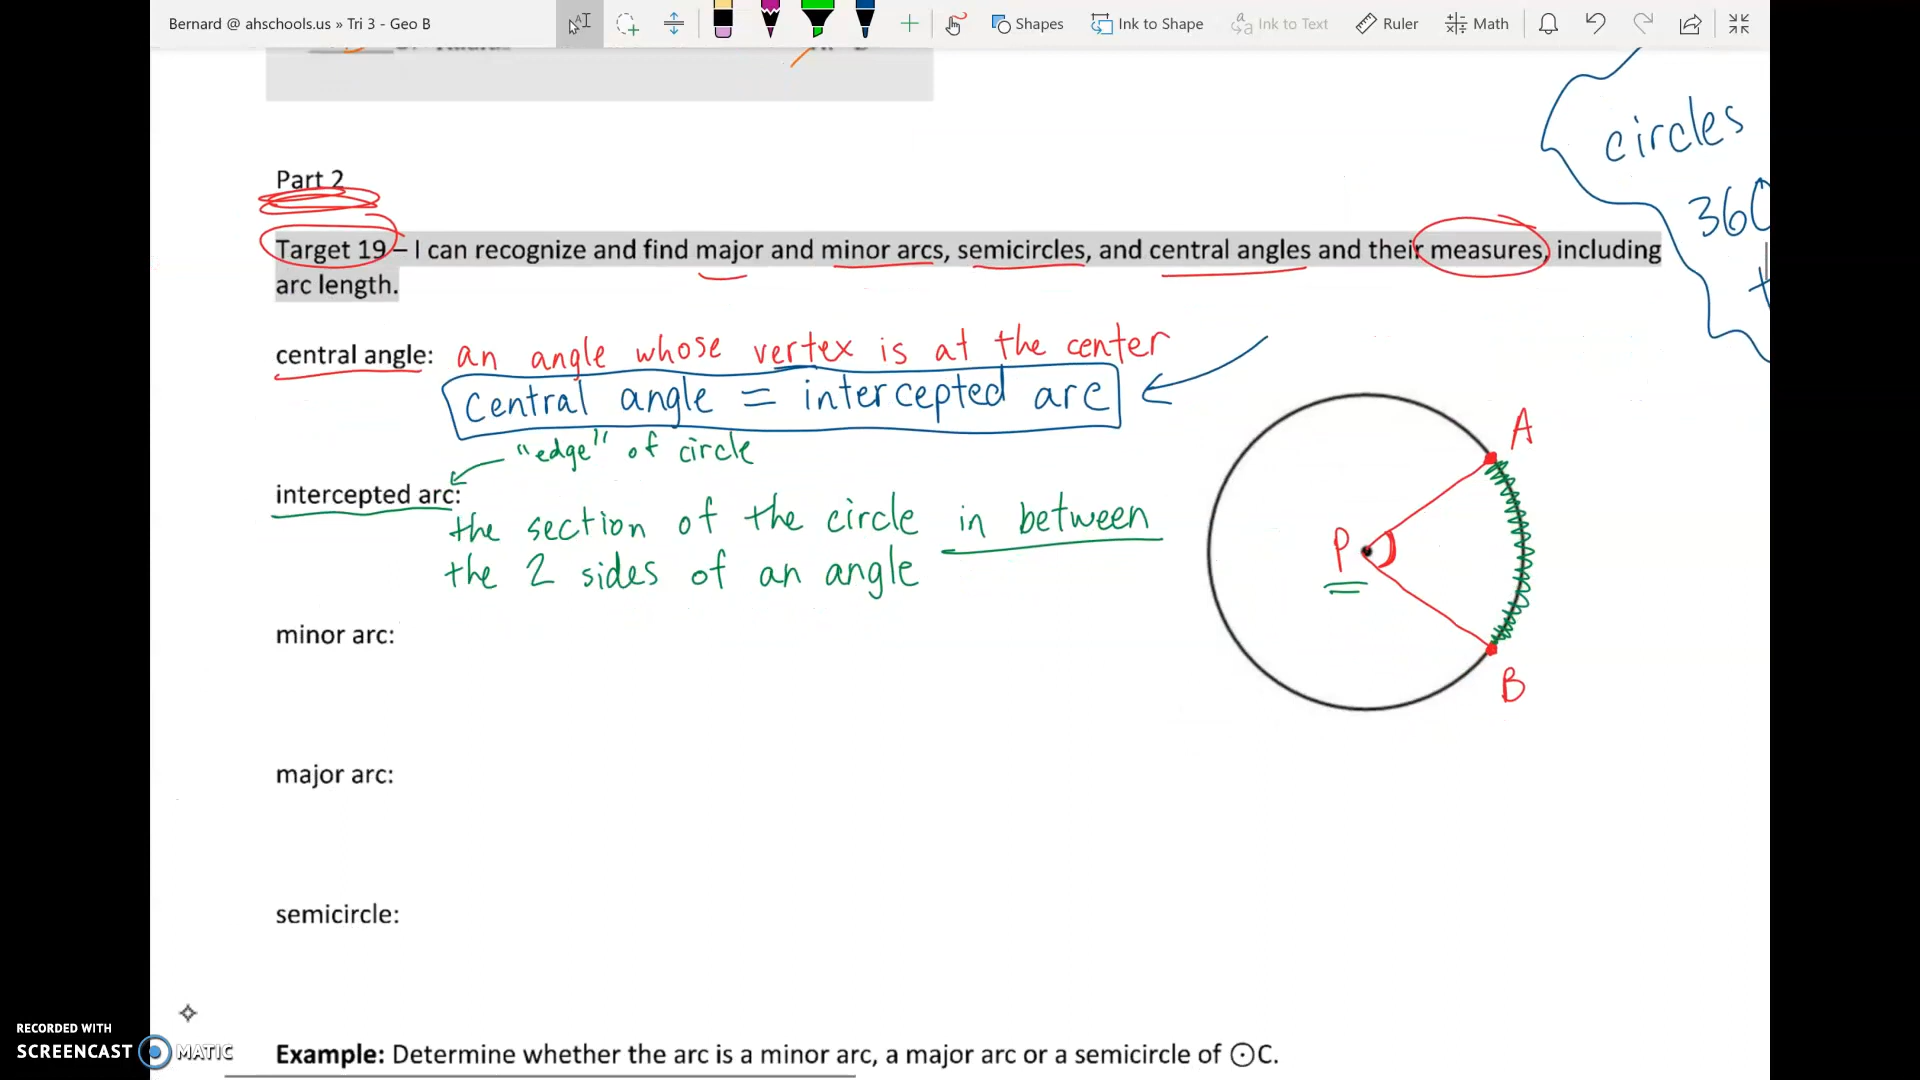 Bernard @ ahschools.us » Tri 3 - Geo B
Shapes
Ink to Shape
Ink to Text
Ruler
Math
circles
360
Part 2
Target 19 – I can recognize and find major and minor arcs, semicircles, and central angles and their measures, including
arc length.
central angle: an angle whose vertex is at the center
central angle = intercepted arc
"edge" of circle
intercepted arc:
the section of the circle in between
the 2 sides of an angle
A
P
B
minor arc:
major arc:
semicircle:
Example: Determine whether the arc is a minor arc, a major arc or a semicircle of ⊙C.
RECORDED WITH
SCREENCAST MATIC